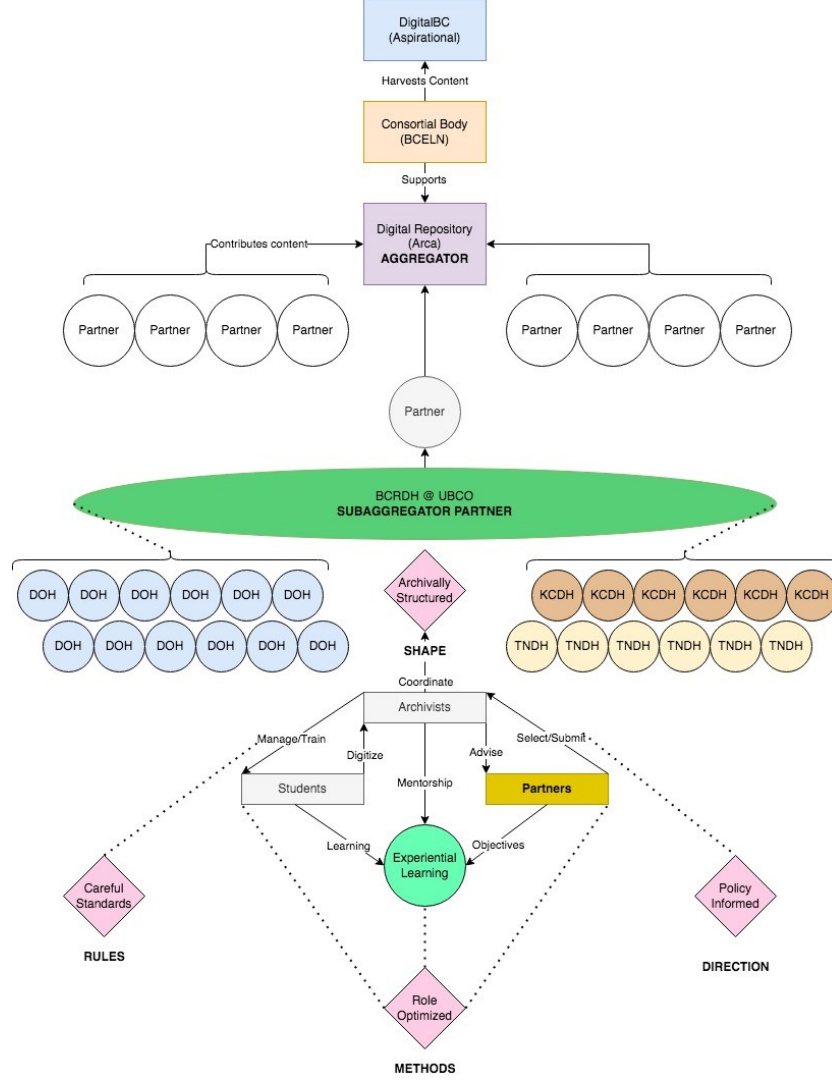 DigitalBC
(Aspirational)
Harvests Content
Consortial Body
(BCELN)
Supports
Digital Repository
(Arca)
AGGREGATOR
Contributes content
Partner Partner Partner Partner
Partner Partner Partner Partner
Partner
BCRDH @ UBCO
SUBAGGREGATOR PARTNER
DOH DOH DOH DOH DOH DOH
DOH DOH DOH DOH DOH DOH
Archivally
Structured
SHAPE
KCDH KCDH KCDH KCDH KCDH KCDH
TNDH TNDH TNDH TNDH TNDH TNDH
Coordinate
Archivists
Manage/Train
Digitize
Mentorship
Advise
Select/Submit
Students
Partners
Learning
Experiential
Learning
Objectives
Careful
Standards
RULES
Policy
Informed
DIRECTION
Role
Optimized
METHODS